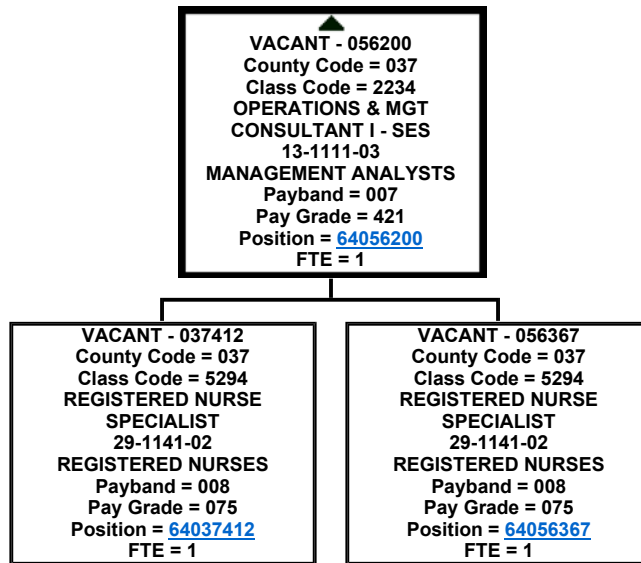 VACANT - 056200
County Code = 037
Class Code = 2234
OPERATIONS & MGT
CONSULTANT I - SES
13-1111-03
MANAGEMENT ANALYSTS
Payband = 007
Pay Grade = 421
Position = 64056200
FTE = 1
VACANT - 037412
County Code = 037
Class Code = 5294
REGISTERED NURSE
SPECIALIST
29-1141-02
REGISTERED NURSES
Payband = 008
Pay Grade = 075
Position = 64037412
FTE = 1
VACANT - 056367
County Code = 037
Class Code = 5294
REGISTERED NURSE
SPECIALIST
29-1141-02
REGISTERED NURSES
Payband = 008
Pay Grade = 075
Position = 64056367
FTE = 1